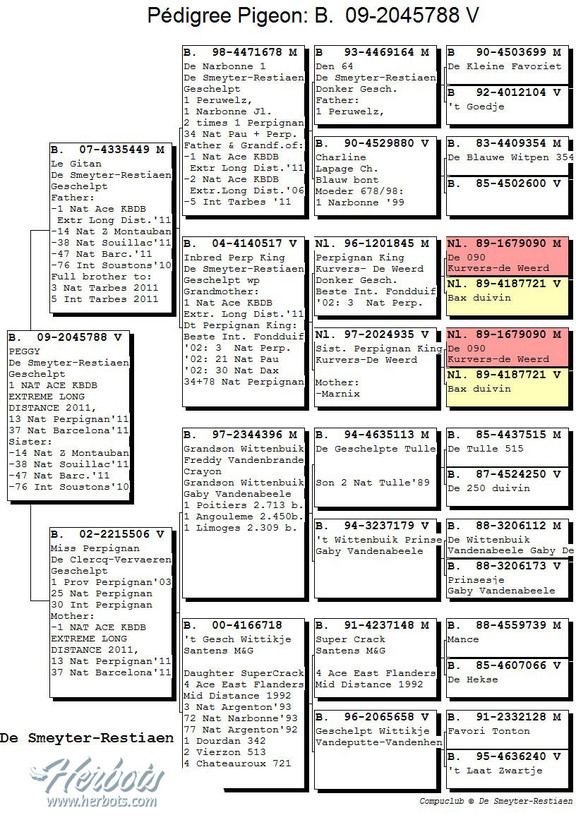 Pédigree Pigeon: B.  09-2045788 V
B.   09-2045788 V
PEGGY
De Smeyter-Restiaen
Geschelpt
1 NAT ACE KBDB
EXTREME LONG
DISTANCE 2011,
13 Nat Perpignan'11
37 Nat Barcelona'11
Sister:
-14 Nat Z Montauban
-38 Nat Souillac'11
-47 Nat Barc.'11
-76 Int Soustons'10
B.   07-4335449 M
Le Gitan
De Smeyter-Restiaen
Geschelpt
Father:
-1 Nat Ace KBDB
Extr Long Dist.'11
-14 Nat Z Montauban
-38 Nat Souillac'11
-47 Nat Barc.'11
-76 Int Soustons'10
Full brother to:
3 Nat Tarbes 2011
5 Int Tarbes 2011
B.   02-2215506 V
Miss Perpignan
De Clercq-Vervaeren
Geschelpt
1 Prov Perpignan'03
25 Nat Perpignan
30 Int Perpignan
Mother:
-1 NAT ACE KBDB
EXTREME LONG
DISTANCE 2011,
13 Nat Perpignan'11
37 Nat Barcelona'11
B.   98-4471678 M
De Narbonne 1
De Smeyter-Restiaen
Geschelpt
1 Peruwelz,
1 Narbonne Jl.
2 times 1 Perpignan
34 Nat Pau + Perp.
Father & Grandf.of:
-1 Nat Ace KBDB
Extr Long Dist.'11
-2 Nat Ace KBDB
Extr.Long Dist.'06
-5 Int Tarbes '11
B.   04-4140517 V
Inbred Perp King
De Smeyter-Restiaen
Geschelpt wp
Grandmother:
1 Nat Ace KBDB
Extr. Long Dist.'11
Dt Perpignan King:
Beste Int. Fondduif
'02: 3  Nat Perp.
'02: 21 Nat Pau
'02: 30 Nat Dax
34+78 Nat Perpignan
B.   97-2344396 M
Grandson Wittenbuik
Freddy Vandenbrande
Crayon
Grandson Wittenbuik
Gaby Vandenabeele
1 Poitiers 2.713 b.
1 Angouleme 2.450b.
1 Limoges 2.309 b.
B.   00-4166718
't Gesch Wittikje
Santens M&G
Daughter SuperCrack
4 Ace East Flanders
Mid Distance 1992
3 Nat Argenton'93
72 Nat Narbonne'93
77 Nat Argenton'92
1 Dourdan 342
2 Vierzon 513
4 Chateauroux 721
B.   93-4469164 M
Den 64
De Smeyter-Restiaen
Donker Gesch.
Father:
1 Peruwelz,
B.   90-4529880 V
Charline
Lapage Ch.
Blauw bont
Moeder 678/98:
1 Narbonne '99
Nl.  96-1201845 M
Perpignan King
Kurvers- De Weerd
Donker Gesch.
Beste Int. Fondduif
'02: 3  Nat Perp.
Nl.  97-2024935 V
Sist. Perpignan King
Kurvers-De Weerd
Mother:
-Marnix
B.   94-4635113 M
De Geschelpte Tulle
Son 2 Nat Tulle'89
B.   94-3237179 V
't Wittenbuik Prinse
Gaby Vandenabeele
B.   91-4237148 M
Super Crack
Santens M&G
4 Ace East Flanders
Mid Distance 1992
B.   96-2065658 V
Geschelpt Wittikje
Vandeputte-Vandenhen
B.   90-4503699 M
De Kleine Favoriet
B.   92-4012104 V
't Goedje
B.   83-4409354 M
De Blauwe Witpen 354
B.   85-4502600 V
Nl.  89-1679090 M
De 090
Kurvers-de Weerd
Nl.  89-4187721 V
Bax duivin
Nl.  89-1679090 M
De 090
Kurvers-de Weerd
Nl.  89-4187721 V
Bax duivin
B.   85-4437515 M
De Tulle 515
B.   87-4524250 V
De 250 duivin
B.   88-3206112 M
De Wittenbuik
Vandenabeele Gaby De
B.   88-3206173 V
Prinsesje
Gaby Vandenabeele
B.   88-4559739 M
Mance
B.   85-4607066 V
De Hekse
B.   91-2332128 M
Favori Tonton
B.   95-4636240 V
't Laat Zwartje
De Smeyter-Restiaen
Herbots
www.herbots.com
Compuclub © De Smeyter-Restiaen